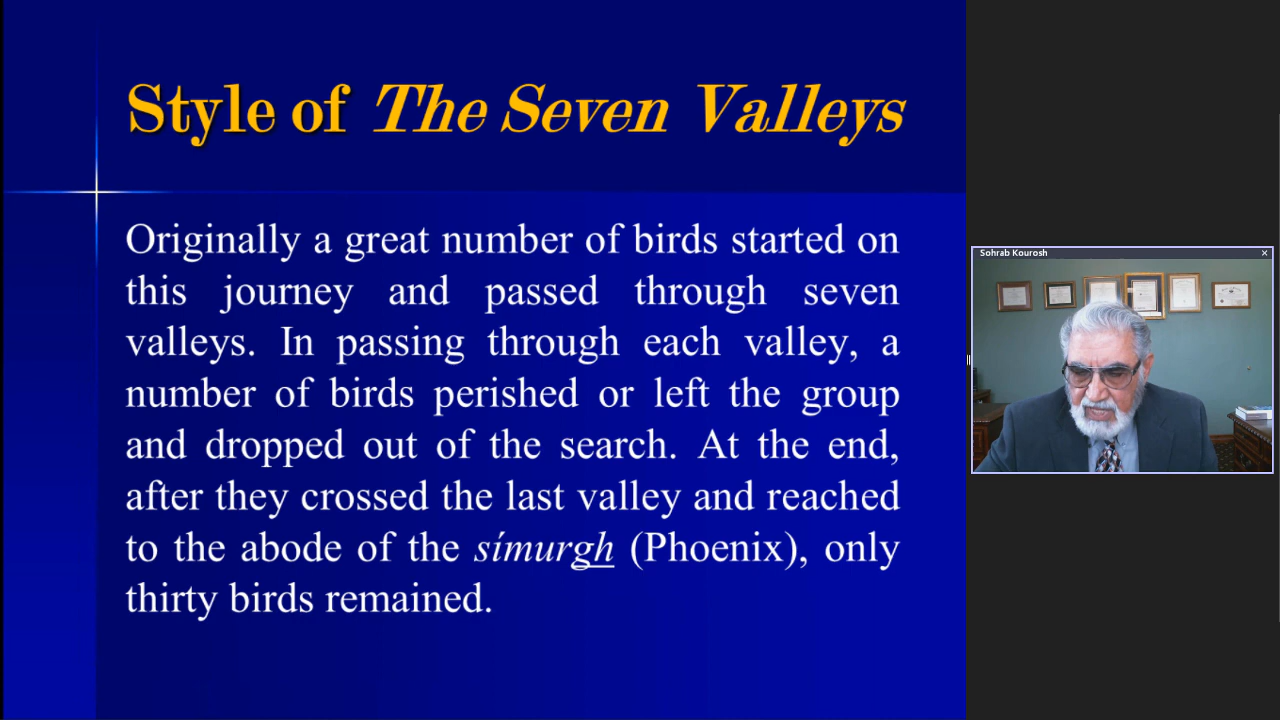 Style of The Seven Valleys
Originally a great number of birds started on
this journey and passed through seven
valleys. In passing through each valley, a
number of birds perished or left the group
and dropped out of the search. At the end,
after they crossed the last valley and reached
to the abode of the símurgh (Phoenix), only
thirty birds remained.
Sohrab Kourosh